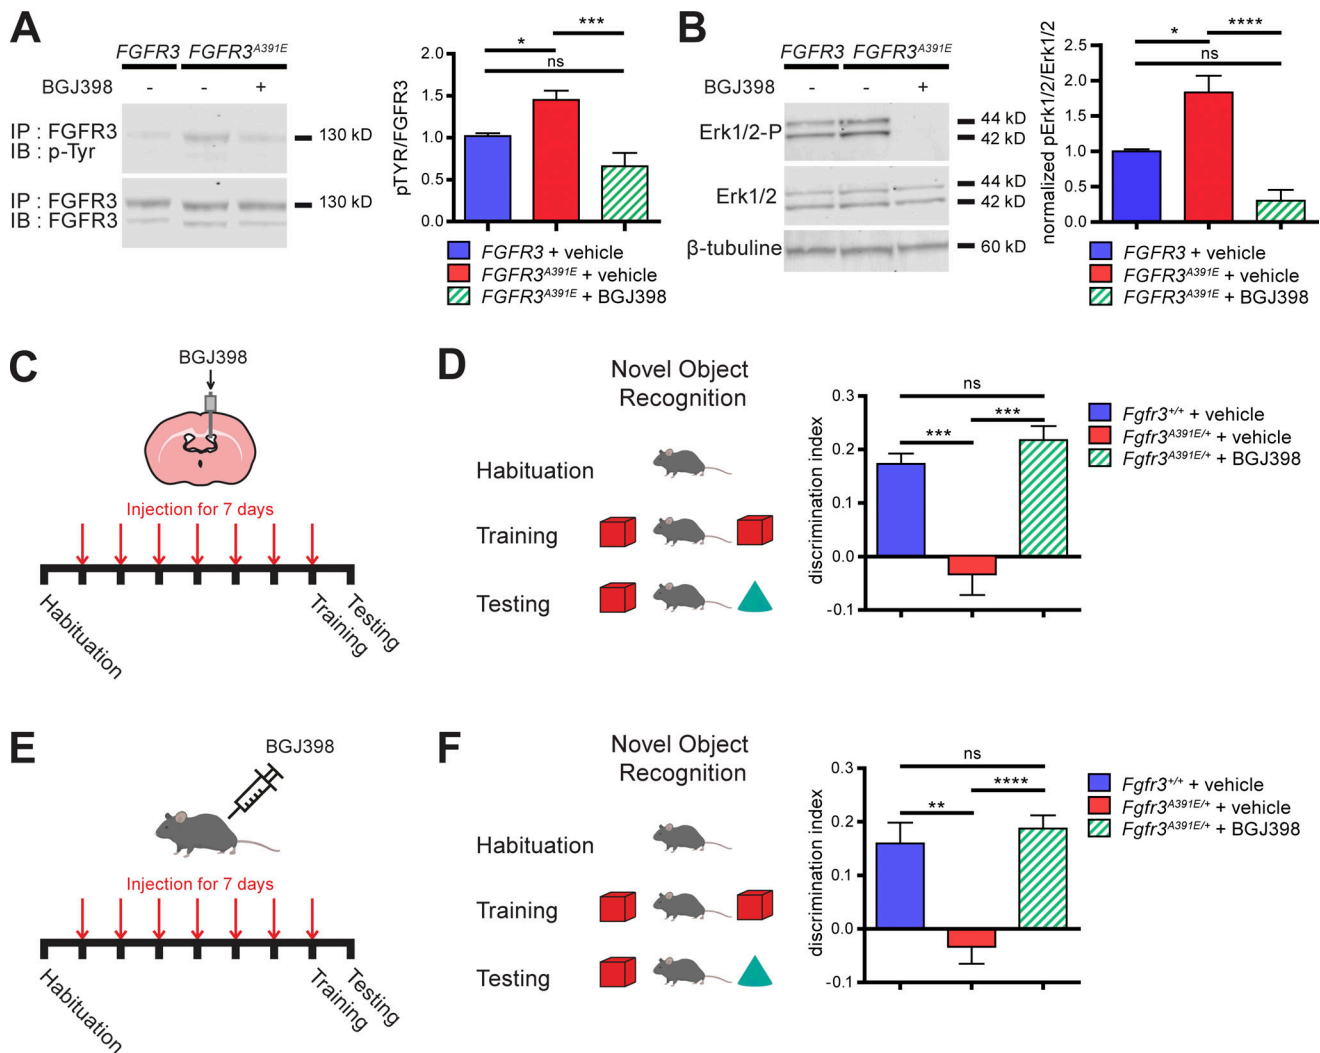 A
FGFR3 FGFR3A391E
BGJ398 - - +
IP : FGFR3
IB : p-Tyr
130 kD
IP : FGFR3
IB : FGFR3
130 kD
pTYR/FGFR3
2.0
1.5
1.0
0.5
0.0
*
***
ns
FGFR3 + vehicle
FGFR3A391E + vehicle
FGFR3A391E + BGJ398
B
FGFR3 FGFR3A391E
BGJ398 - - +
Erk1/2-P
44 kD
42 kD
Erk1/2
44 kD
42 kD
β-tubuline
60 kD
normalized pErk1/2/Erk1/2
2.5
2.0
1.5
1.0
0.5
0.0
*
****
ns
FGFR3 + vehicle
FGFR3A391E + vehicle
FGFR3A391E + BGJ398
C
BGJ398
Injection for 7 days
Habituation
Training
Testing
D
Novel Object
Recognition
Habituation
Training
Testing
discrimination index
0.3
0.2
0.1
0.0
-0.1
ns
***
***
Fgfr3+/+ + vehicle
Fgfr3A391E/+ + vehicle
Fgfr3A391E/+ + BGJ398
E
BGJ398
Injection for 7 days
Habituation
Training
Testing
F
Novel Object
Recognition
Habituation
Training
Testing
discrimination index
0.3
0.2
0.1
0.0
-0.1
ns
**
****
Fgfr3+/+ + vehicle
Fgfr3A391E/+ + vehicle
Fgfr3A391E/+ + BGJ398